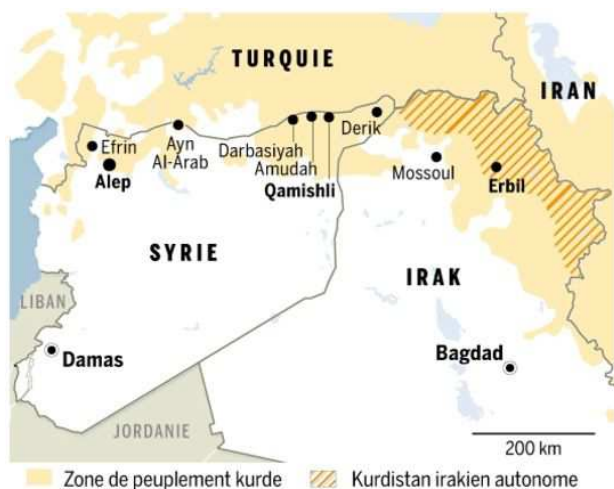 TURQUIE
IRAN
Efrin
Ayn
Al-Arab
Darbasiyah
Amudah
Qamishli
Derik
Alep
Mossoul
Erbil
SYRIE
IRAK
LIBAN
Damas
Bagdad
JORDANIE
200 km
Zone de peuplement kurde
Kurdistan irakien autonome